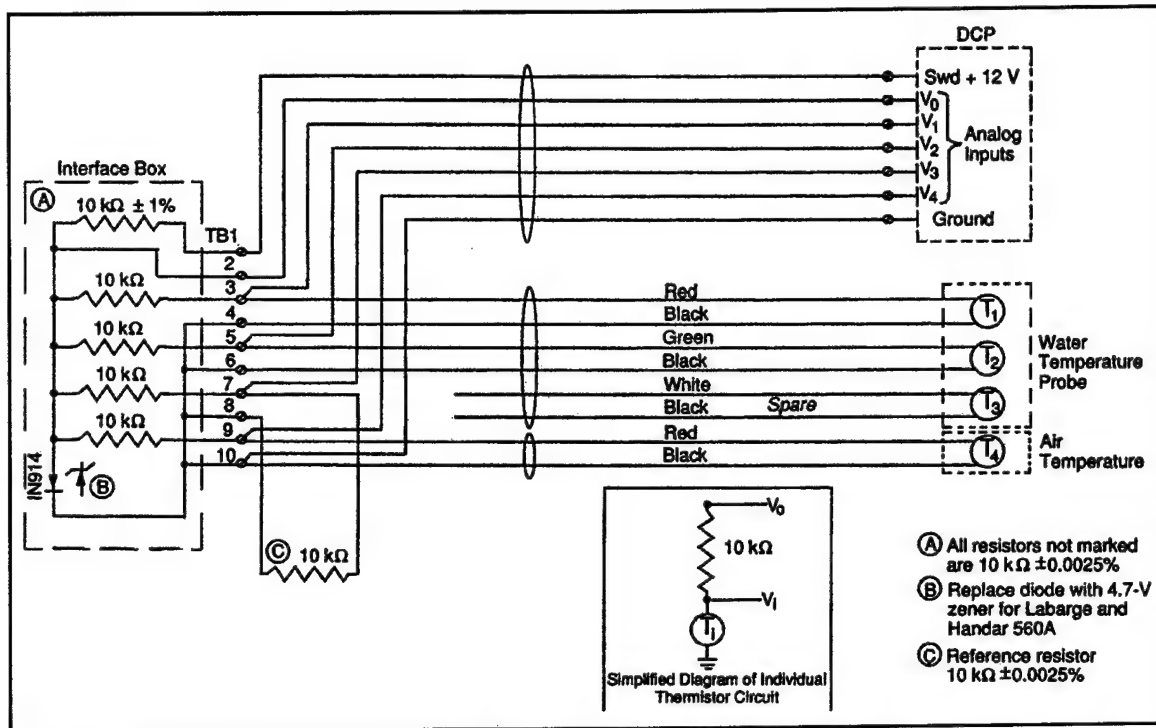 DCP
Swd + 12 V
V0
V1
V2
V3
V4
Analog
Inputs
Ground
Interface Box
A
10 kΩ ± 1%
TB1
2
3
4
5
6
7
8
9
10
10 kΩ
10 kΩ
10 kΩ
10 kΩ
IN914
B
C 10 kΩ
Red
Black
Green
Black
White
Black Spare
Red
Black
T1
T2
T3
T4
Water
Temperature
Probe
Air
Temperature
V0
10 kΩ
Vi
Ti
Simplified Diagram of Individual
Thermistor Circuit
A All resistors not marked
are 10 kΩ ±0.0025%
B Replace diode with 4.7-V
zener for Labarge and
Handar 560A
C Reference resistor
10 kΩ ±0.0025%